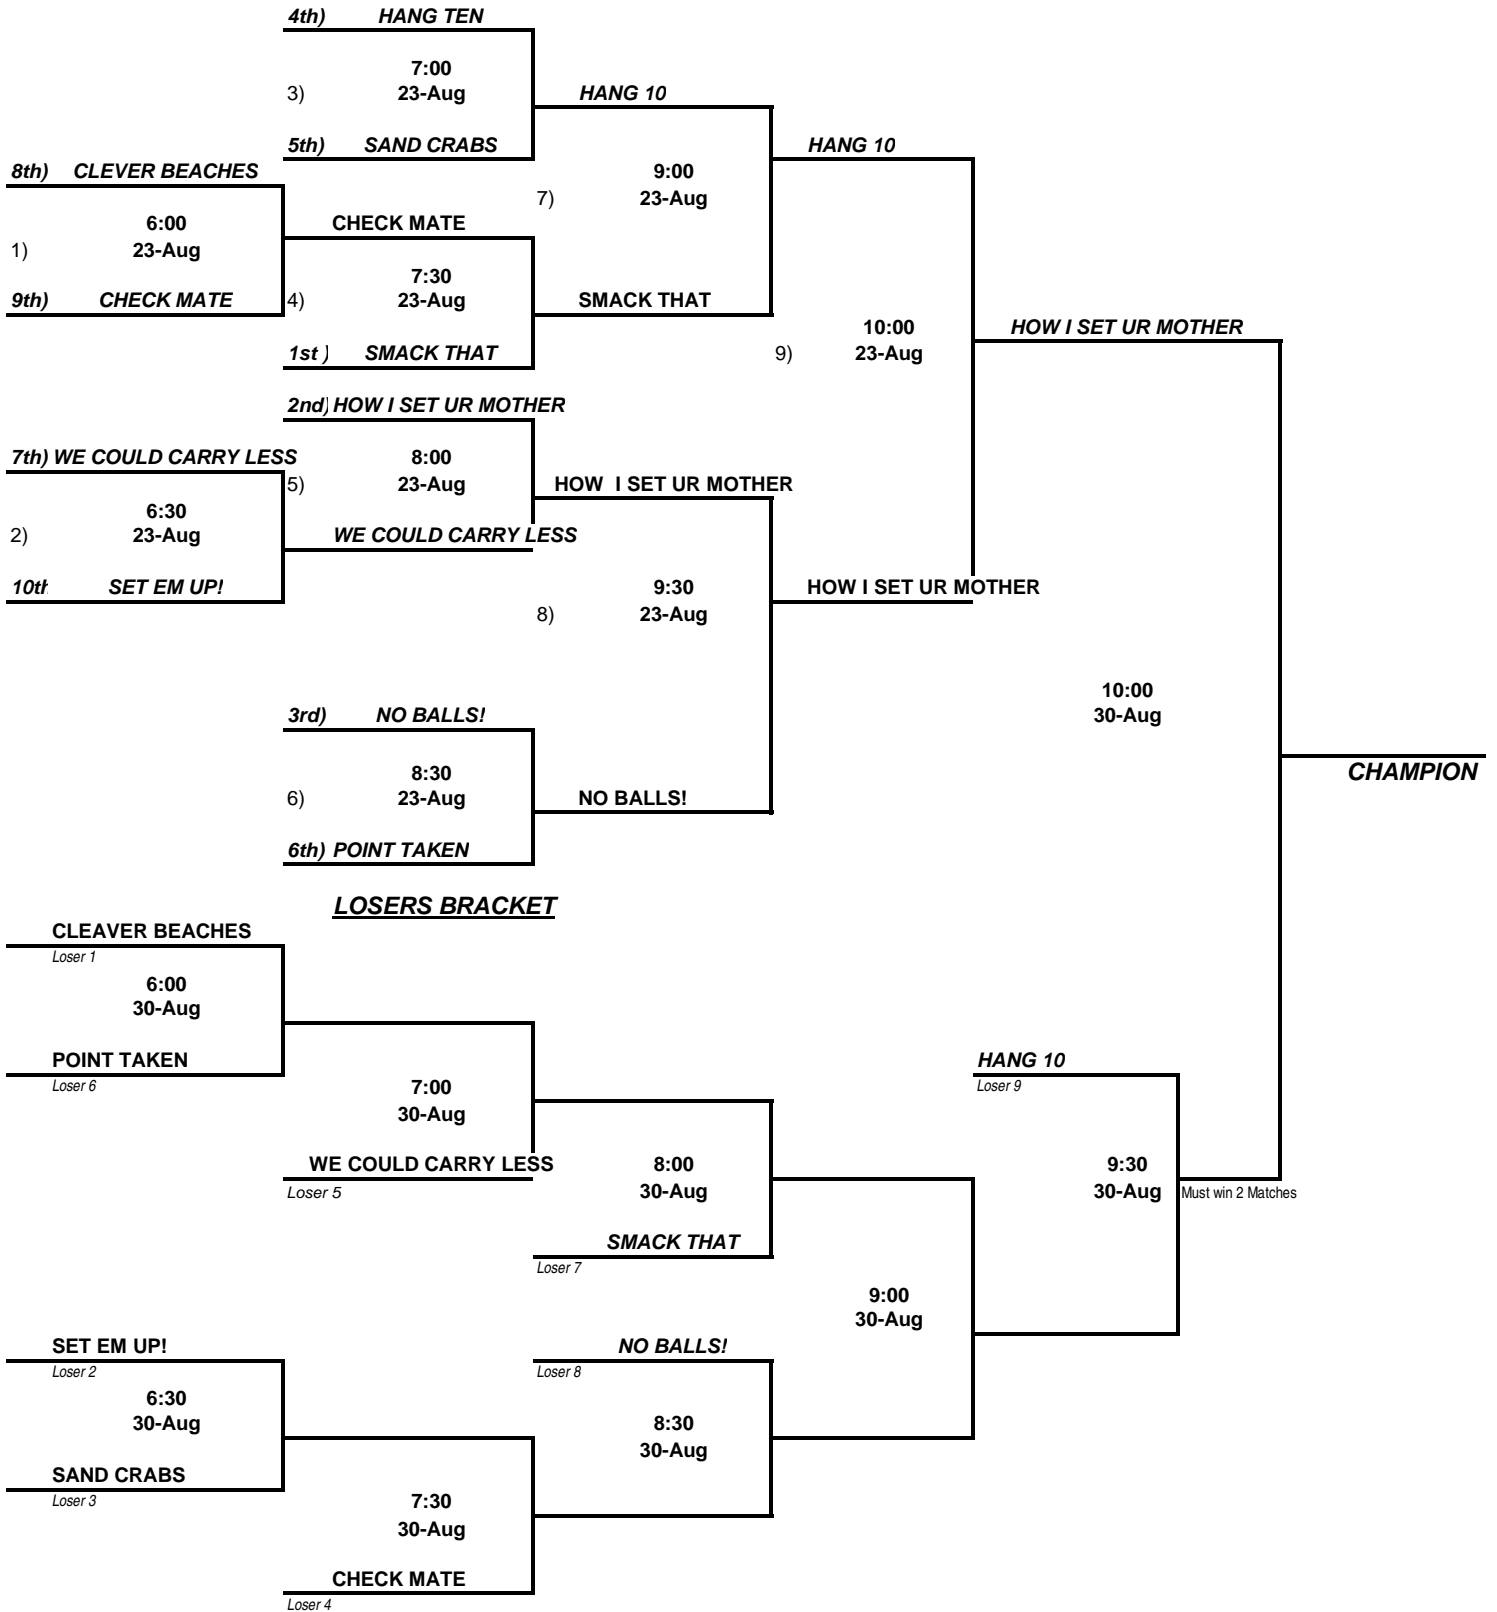 4th) HANG TEN
7:00
3) 23-Aug
HANG 10
5th) SAND CRABS
HANG 10
8th) CLEVER BEACHES
9:00
7) 23-Aug
6:00
CHECK MATE
1) 23-Aug
7:30
9th) CHECK MATE
4) 23-Aug
SMACK THAT
10:00
HOW I SET UR MOTHER
1st ) SMACK THAT
9) 23-Aug
2nd) HOW I SET UR MOTHER
7th) WE COULD CARRY LESS
8:00
5) 23-Aug
HOW I SET UR MOTHER
6:30
2) 23-Aug
WE COULD CARRY LESS
10th SET EM UP!
9:30
HOW I SET UR MOTHER
8) 23-Aug
10:00
30-Aug
3rd) NO BALLS!
8:30
CHAMPION
6) 23-Aug
NO BALLS!
6th) POINT TAKEN
LOSERS BRACKET
CLEAVER BEACHES
Loser 1
6:00
30-Aug
POINT TAKEN
Loser 6
HANG 10
Loser 9
7:00
30-Aug
WE COULD CARRY LESS
Loser 5
8:00
30-Aug
9:30
30-Aug
Must win 2 Matches
SMACK THAT
Loser 7
9:00
30-Aug
SET EM UP!
Loser 2
NO BALLS!
Loser 8
6:30
30-Aug
8:30
30-Aug
SAND CRABS
Loser 3
7:30
30-Aug
CHECK MATE
Loser 4